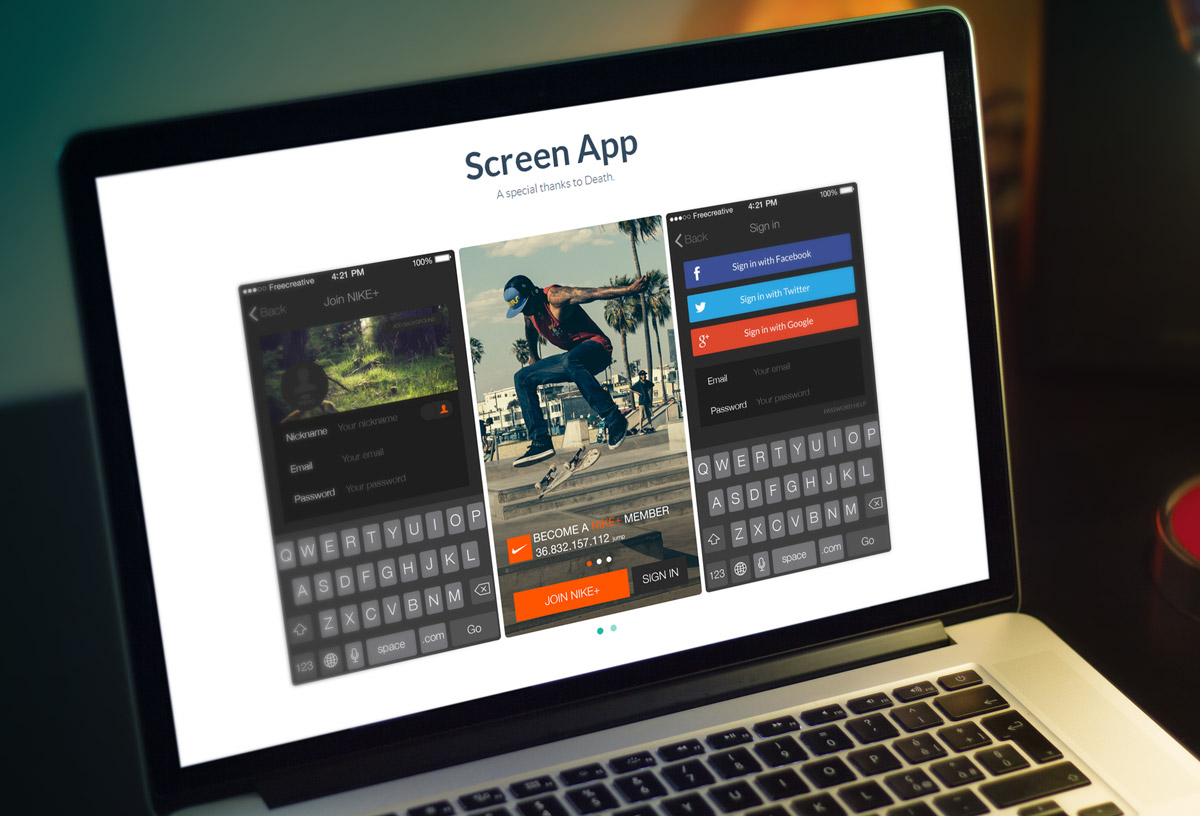 Screen App
A special thanks to Death.
Freecreative 4:21 PM 100%
Back Join NIKE+
ADD BACKGROUND
Nickname Your nickname
Email Your email
Password Your password
Q W E R T Y U I O P
A S D F G H J K L
Z X C V B N M
123 space .com Go
BECOME A NIKE+ MEMBER
36.832.157.112 jump
JOIN NIKE+ SIGN IN
Freecreative 4:21 PM 100%
Back Sign in
f Sign in with Facebook
Sign in with Twitter
g+ Sign in with Google
Email Your email
Password Your password
PASSWORD HELP
Q W E R T Y U I O P
A S D F G H J K L
Z X C V B N M
123 space .com Go